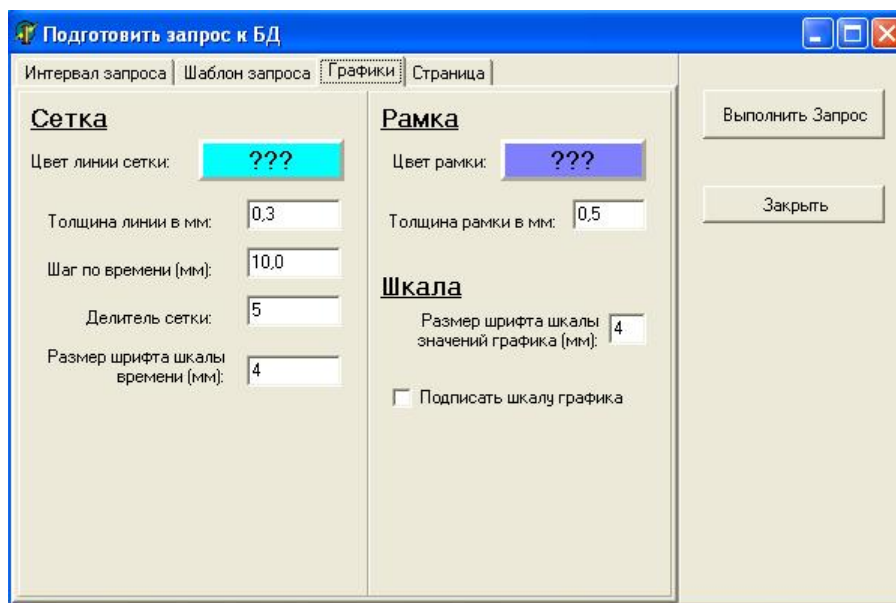 Подготовить запрос к БД
Интервал запроса
Шаблон запроса
Графики
Страница
Сетка
Цвет линии сетки:
???
Толщина линии в мм:
0,3
Шаг по времени (мм):
10,0
Делитель сетки:
5
Размер шрифта шкалы
времени (мм):
4
Рамка
Цвет рамки:
???
Толщина рамки в мм:
0,5
Шкала
Размер шрифта шкалы
значений графика (мм):
4
Подписать шкалу графика
Выполнить Запрос
Закрыть